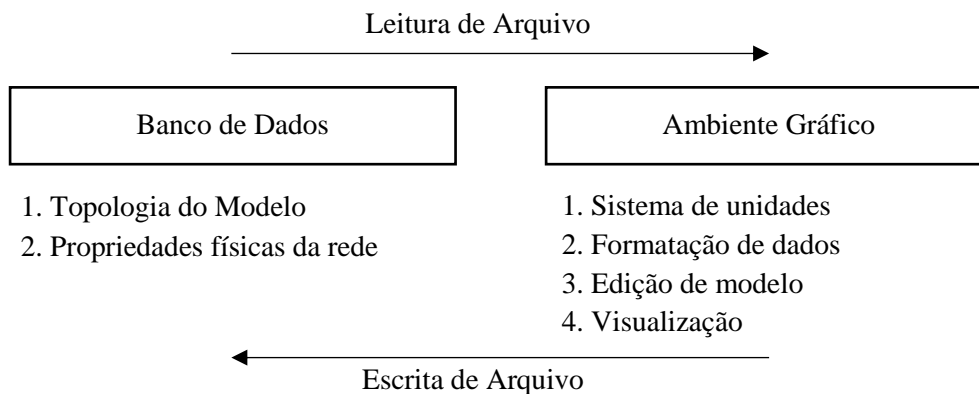 Leitura de Arquivo
Banco de Dados
Ambiente Gráfico
1. Topologia do Modelo
2. Propriedades físicas da rede
1. Sistema de unidades
2. Formatação de dados
3. Edição de modelo
4. Visualização
Escrita de Arquivo